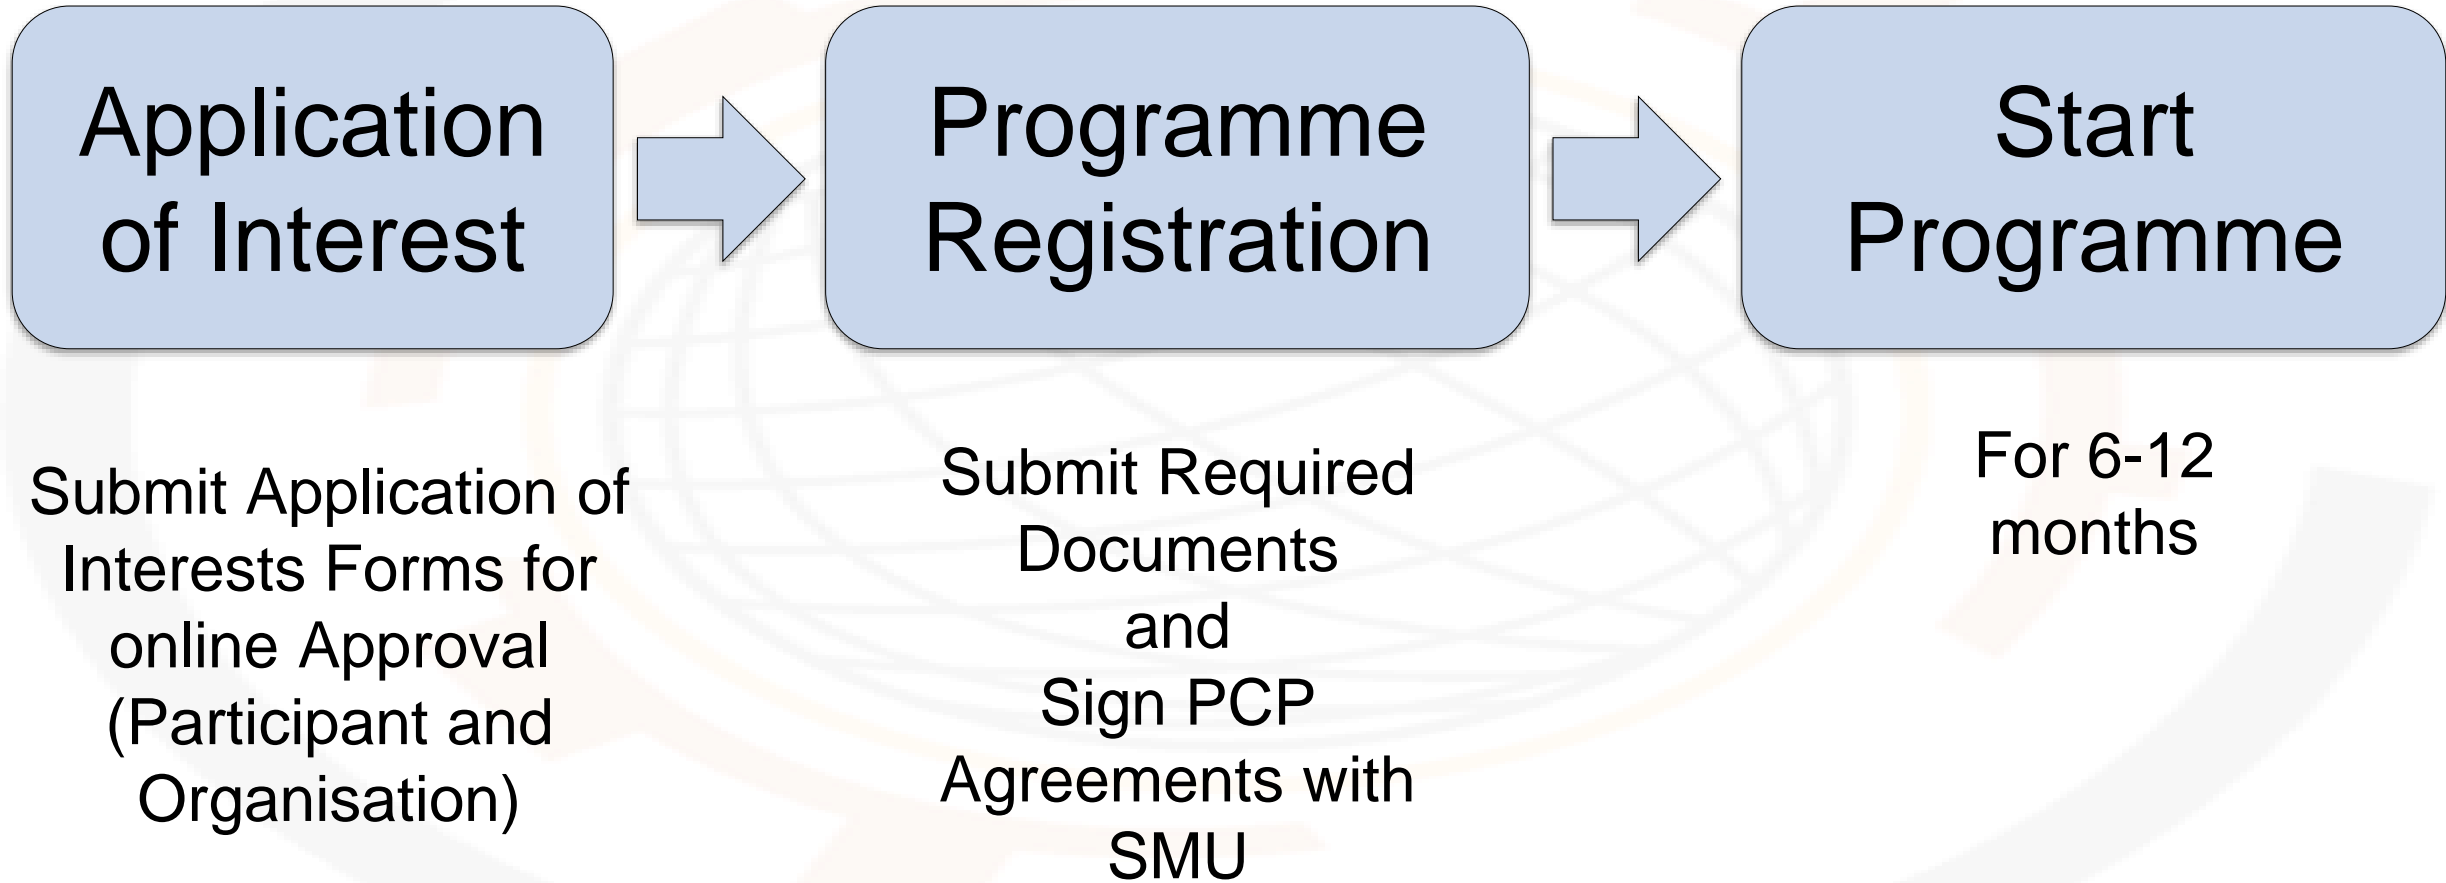 Application
of Interest
Programme
Registration
Start
Programme
Submit Application of
Interests Forms for
online Approval
(Participant and
Organisation)
Submit Required
Documents
and
Sign PCP
Agreements with
SMU
For 6-12
months